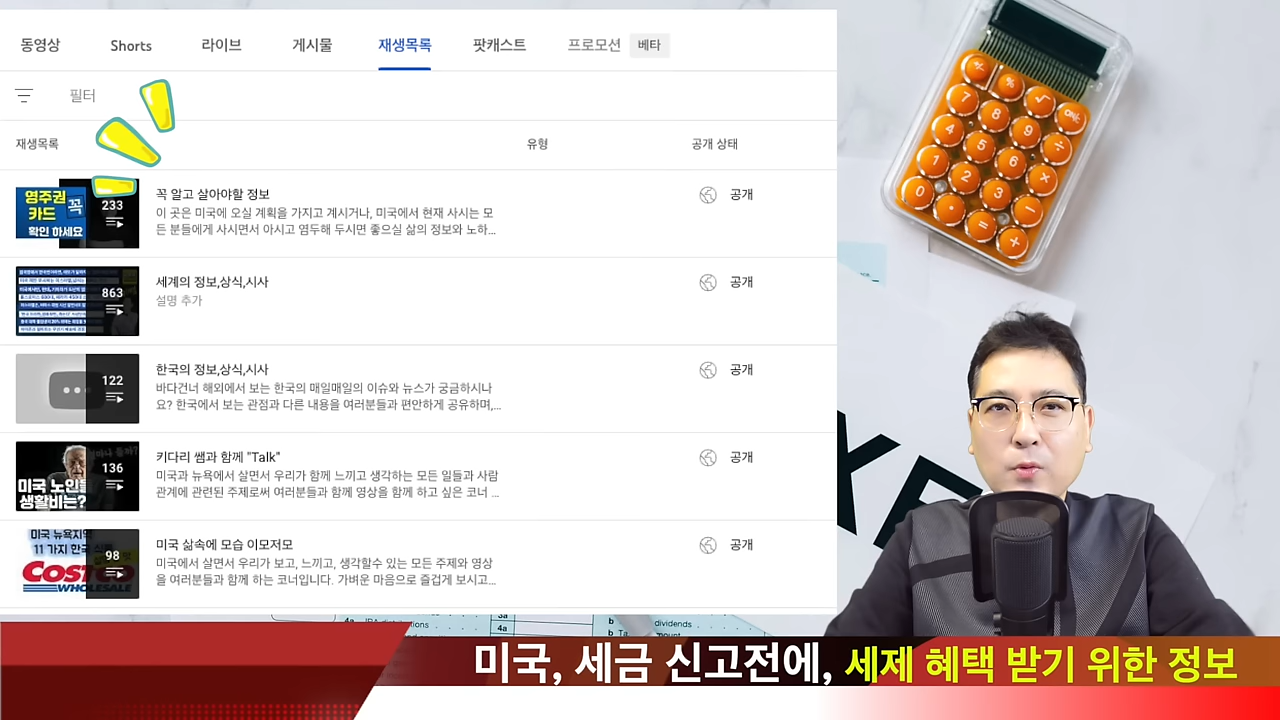 동영상
Shorts
라이브
게시물
재생목록
팟캐스트
프로모션 베타
필터
재생목록
유형
공개 상태
영주권
카드 꼭
확인 하세요
233
꼭 알고 살아야할 정보
이 곳은 미국에 오실 계획을 가지고 계시거나, 미국에서 현재 사시는 모
든 분들에게 사시면서 아시고 염두해 두시면 좋으실 삶의 정보와 노하...
공개
863
세계의 정보,상식,시사
설명 추가
공개
122
한국의 정보,상식,시사
바다건너 해외에서 보는 한국의 매일매일의 이슈와 뉴스가 궁금하시나
요? 한국에서 보는 관점과 다른 내용을 여러분들과 편안하게 공유하며,...
공개
미국 노인들
생활비는?
136
키다리 쌤과 함께 "Talk"
미국과 뉴욕에서 살면서 우리가 함께 느끼고 생각하는 모든 일들과 사람
관계에 관련된 주제로써 여러분들과 함께 영상을 함께 하고 싶은 코너 ...
공개
미국 뉴욕지역
11 가지 한국
COSTCO
WHOLESALE
98
미국 삶속에 모습 이모저모
미국에서 살면서 우리가 보고, 느끼고, 생각할수 있는 모든 주제와 영상
을 여러분들과 함께 하는 코너입니다. 가벼운 마음으로 즐겁게 보시고...
공개
7 8 9 ÷
4 5 6 ×
1 2 3 −
0 . = +
4a IRA distributions
4a
b
b
dividends
미국, 세금 신고전에, 세제 혜택 받기 위한 정보